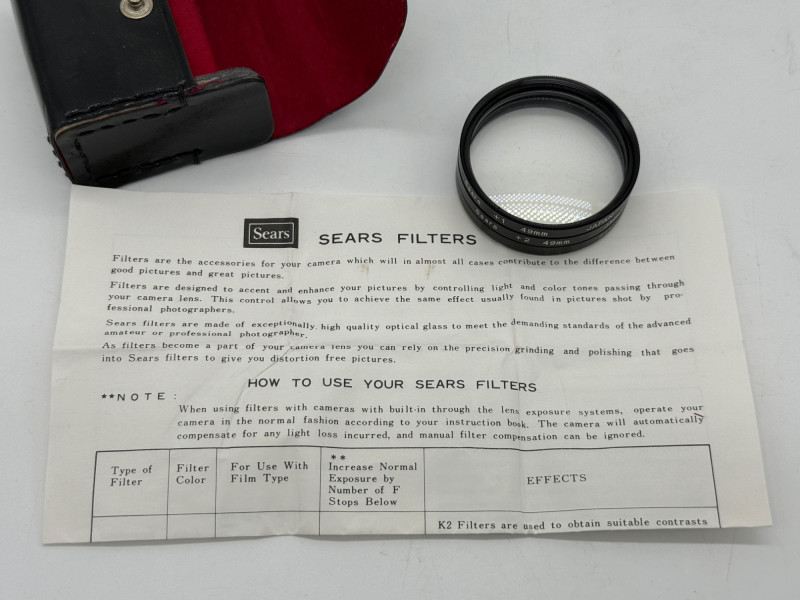 Sears +1 49mm JAPAN
Sears +2 49mm
Sears
SEARS FILTERS
Filters are the accessories for your camera which will in almost all cases contribute to the difference between
good pictures and great pictures.
Filters are designed to accent and enhance your pictures by controlling light and color tones passing through
your camera lens. This control allows you to achieve the same effect usually found in pictures shot by pro-
fessional photographers.
Sears filters are made of exceptionally high quality optical glass to meet the demanding standards of the advanced
amateur or professional photographer.
As filters become a part of your camera lens you can rely on the precision grinding and polishing that goes
into Sears filters to give you distortion free pictures.
HOW TO USE YOUR SEARS FILTERS
**NOTE :
When using filters with cameras with built-in through the lens exposure systems, operate your
camera in the normal fashion according to your instruction book. The camera will automatically
compensate for any light loss incurred, and manual filter compensation can be ignored.
Type of
Filter
Filter
Color
For Use With
Film Type
**
Increase Normal
Exposure by
Number of F
Stops Below
EFFECTS
K2 Filters are used to obtain suitable contrasts